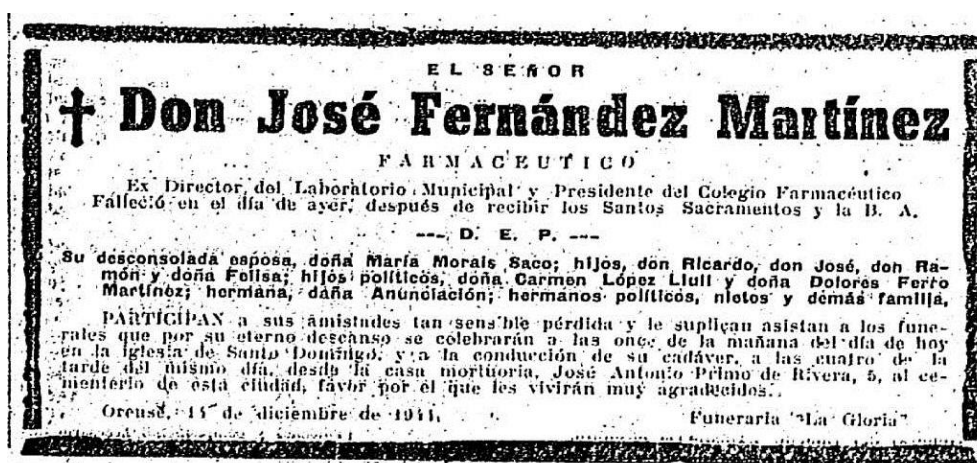 EL SEÑOR
† Don José Fernández Martínez
FARMACEUTICO
Ex Director del Laboratorio Municipal y Presidente del Colegio Farmacéutico
Falleció en el día de ayer, después de recibir los Santos Sacramentos y la B. A.
--- D. E. P. ---
Su desconsolada esposa, doña María Morais Saco; hijos, don Ricardo, don José, don Ra-
món y doña Felisa; hijos políticos, doña Carmen López Llull y doña Dolores Ferro
Martínez; hermana, dáña Anunciación; hermanos políticos, nietos y demás familia,
PARTICIPAN a sus amistades tan sensible pérdida y le suplican asistan a los fune-
rales que por su eterno descanso se celebrarán a las once de la mañana del día de hoy
en la iglesia de Santo Domingo, y a la conducción de su cadáver, a las cuatro de la
tarde del mismo día, desde la casa mortuoria, José Antonio Primo de Rivera, 5, al ce-
menterio de esta ciudad, favor por el que les vivirán muy agradecidos.
Orense, de diciembre de Funeraria "La Gloria"